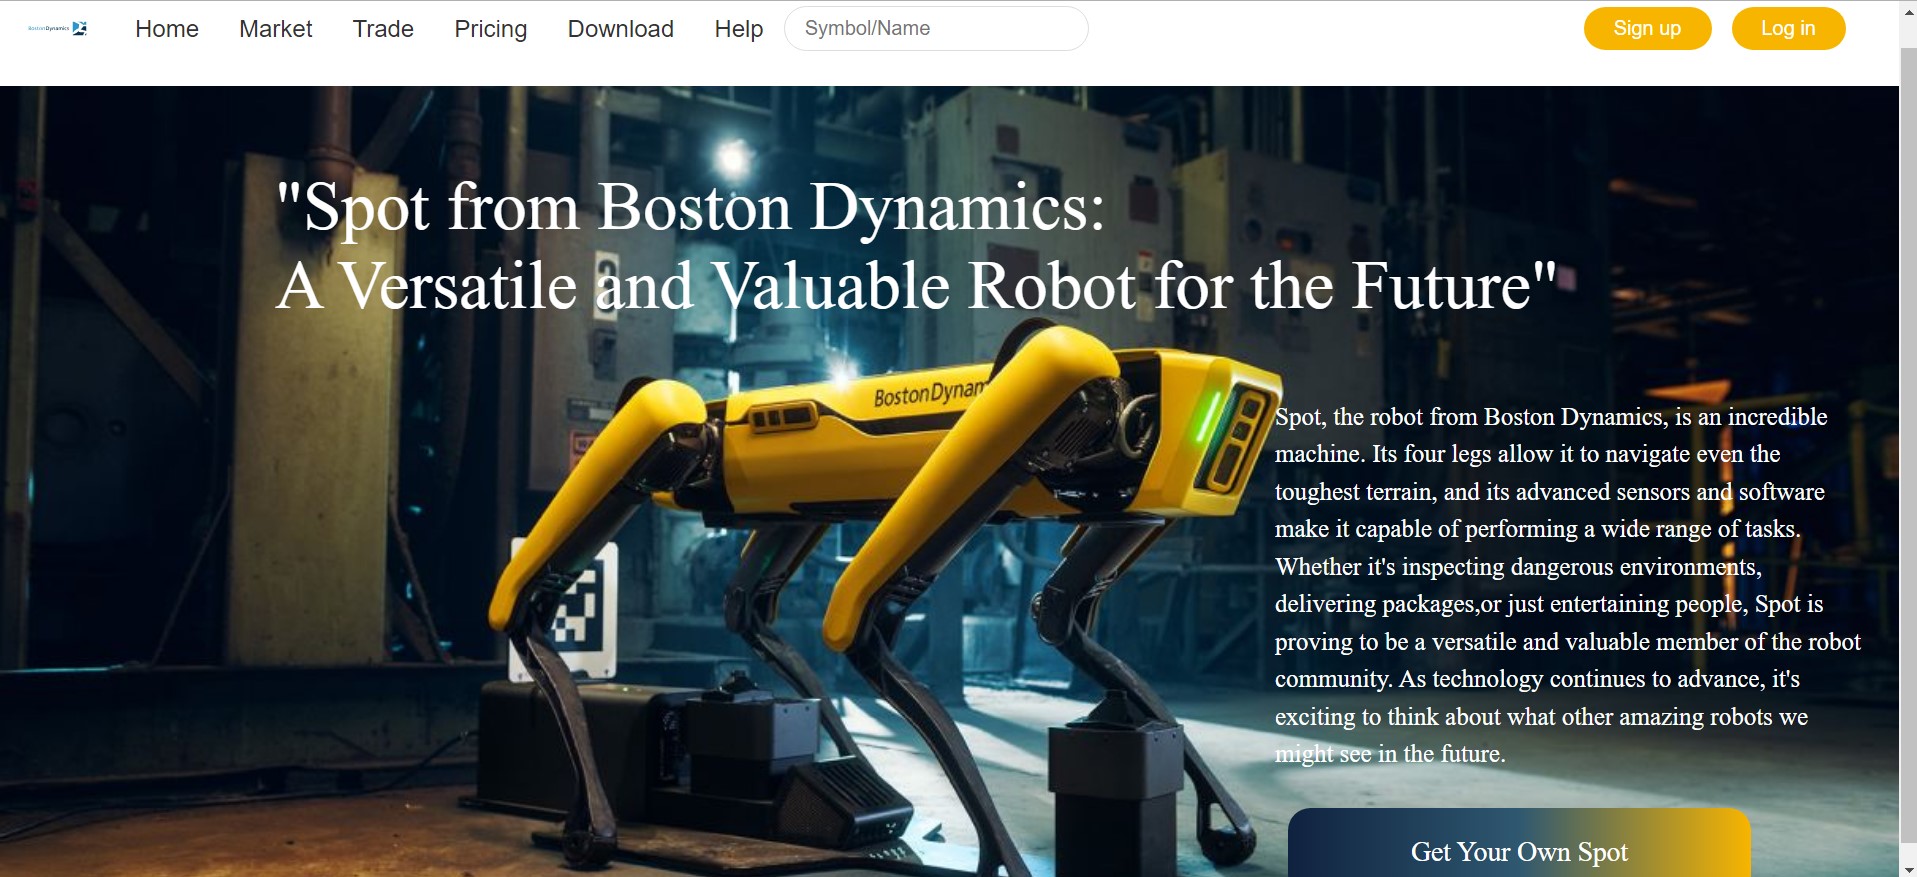 BostonDynamics
Home Market Trade Pricing Download Help Symbol/Name Sign up Log in
"Spot from Boston Dynamics:
A Versatile and Valuable Robot for the Future"
2
Boston Dynam
Spot, the robot from Boston Dynamics, is an incredible
machine. Its four legs allow it to navigate even the
toughest terrain, and its advanced sensors and software
make it capable of performing a wide range of tasks.
Whether it's inspecting dangerous environments,
delivering packages,or just entertaining people, Spot is
proving to be a versatile and valuable member of the robot
community. As technology continues to advance, it's
exciting to think about what other amazing robots we
might see in the future.
Get Your Own Spot